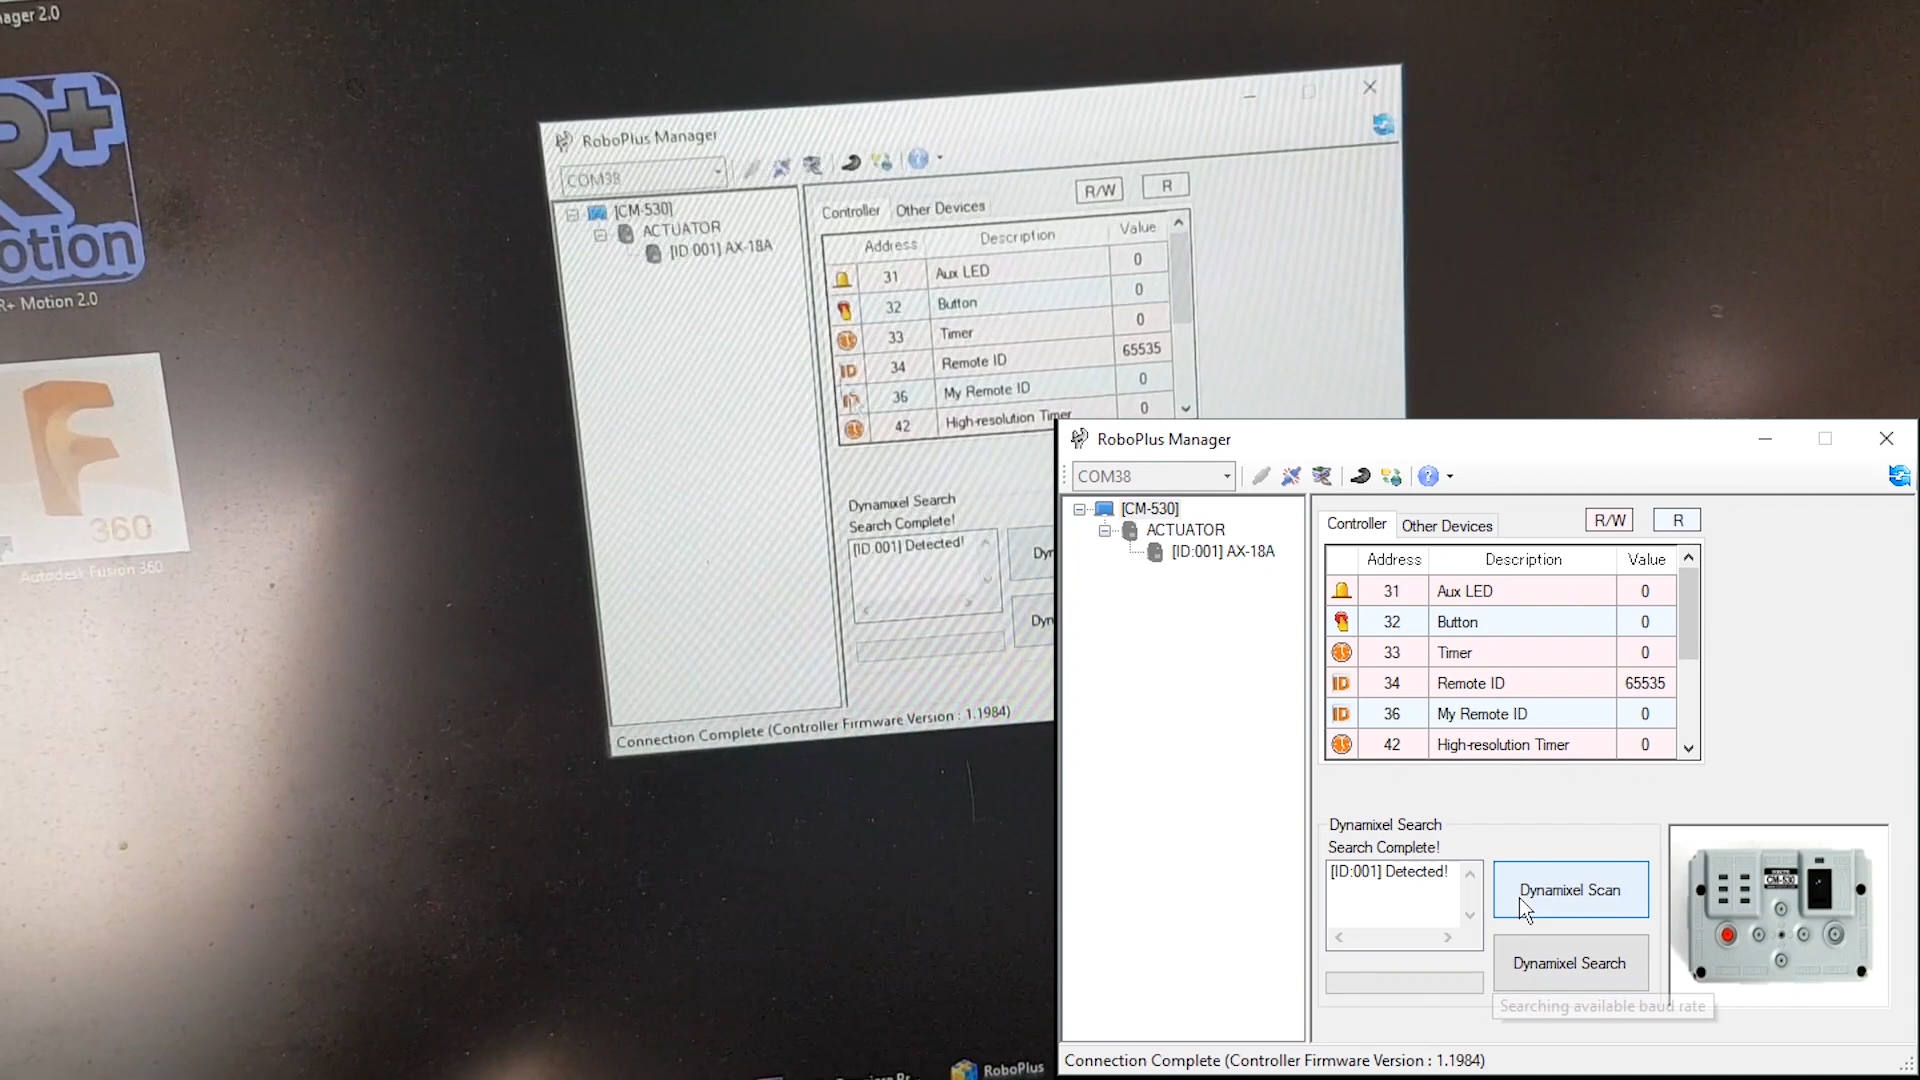 ager 2.0
R+
otion
R+ Motion 2.0
360
Autodesk Fusion 360
RoboPlus Manager
COM38
[CM-530]
ACTUATOR
[ID:001] AX-18A
Controller Other Devices R/W R
Address Description Value
31 Aux LED 0
32 Button 0
33 Timer 0
34 Remote ID 65535
36 My Remote ID 0
42 High-resolution Timer 0
Dynamixel Search
Search Complete!
[ID:001] Detected!
Dyn
Dyn
Connection Complete (Controller Firmware Version : 1.1984)
RoboPlus
RoboPlus Manager
COM38
[CM-530]
ACTUATOR
[ID:001] AX-18A
Controller Other Devices R/W R
Address Description Value
31 Aux LED 0
32 Button 0
33 Timer 0
34 Remote ID 65535
36 My Remote ID 0
42 High-resolution Timer 0
Dynamixel Search
Search Complete!
[ID:001] Detected!
Dynamixel Scan
Dynamixel Search
Searching available baud rate
CM-530
Connection Complete (Controller Firmware Version : 1.1984)